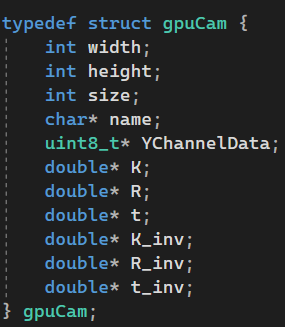 typedef struct gpuCam {
    int width;
    int height;
    int size;
    char* name;
    uint8_t* YChannelData;
    double* K;
    double* R;
    double* t;
    double* K_inv;
    double* R_inv;
    double* t_inv;
} gpuCam;